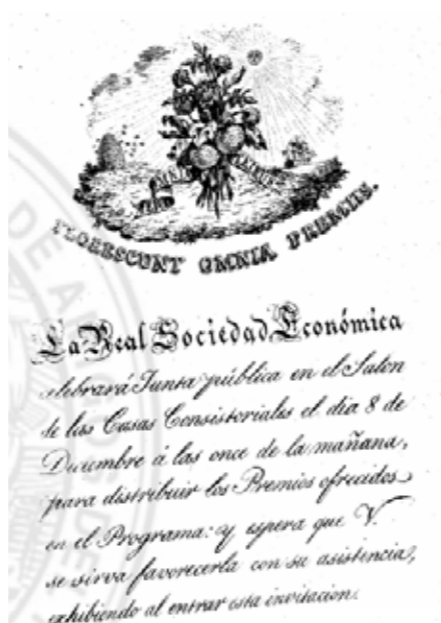 FLORESCUNT OMNIA PREMIIS.
La Real Sociedad Económica
celebrará Junta pública en el Salon
de las Casas Consistoriales el dia 8 de
Diciembre á las once de la mañana,
para distribuir los Premios ofrecidos
en el Programa: y espera que V.
se sirva favorecerla con su asistencia,
exhibiendo al entrar esta invitacion.